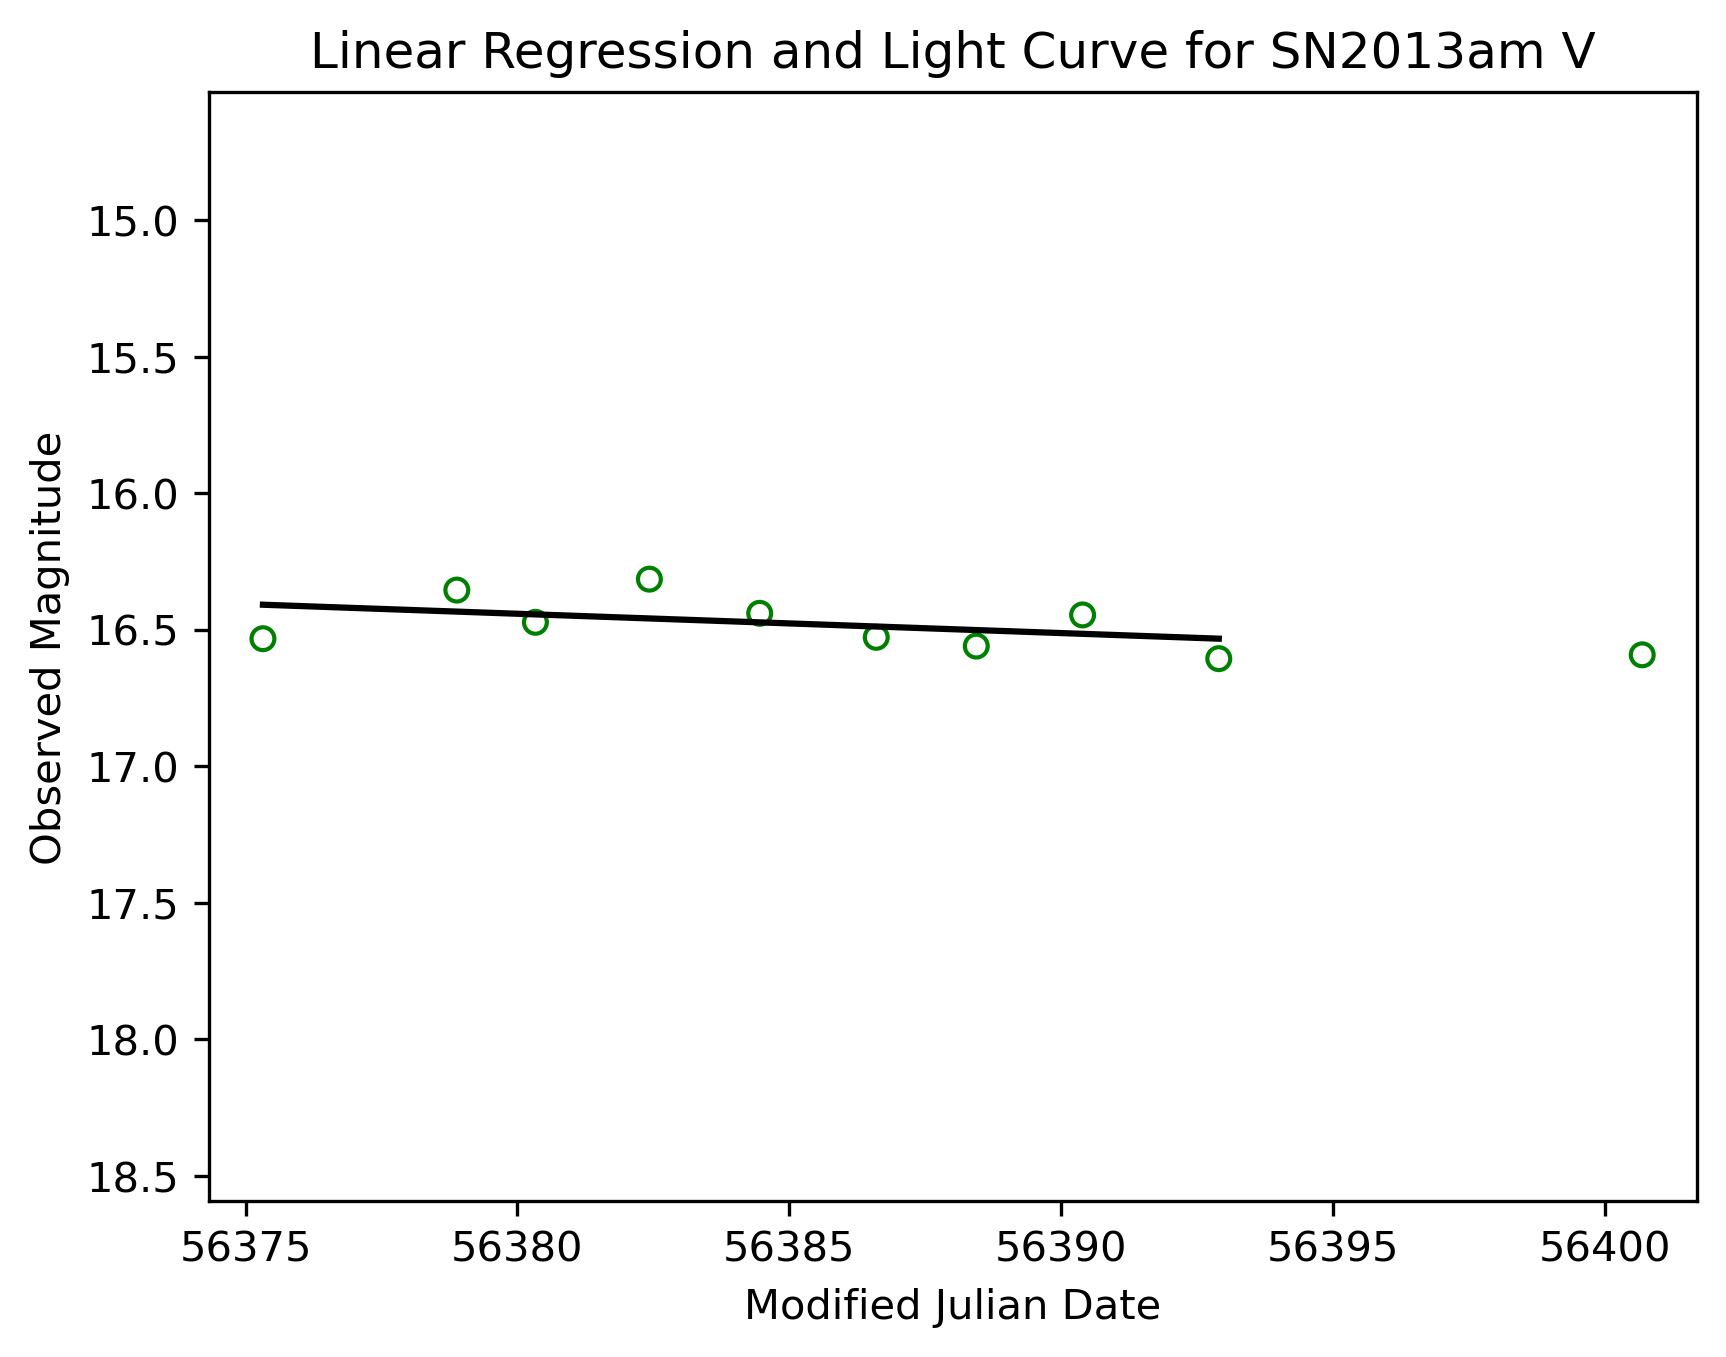 Linear Regression and Light Curve for SN2013am V
15.0
15.5
16.0
16.5
17.0
17.5
18.0
18.5
Observed Magnitude
56375 56380 56385 56390 56395 56400
Modified Julian Date